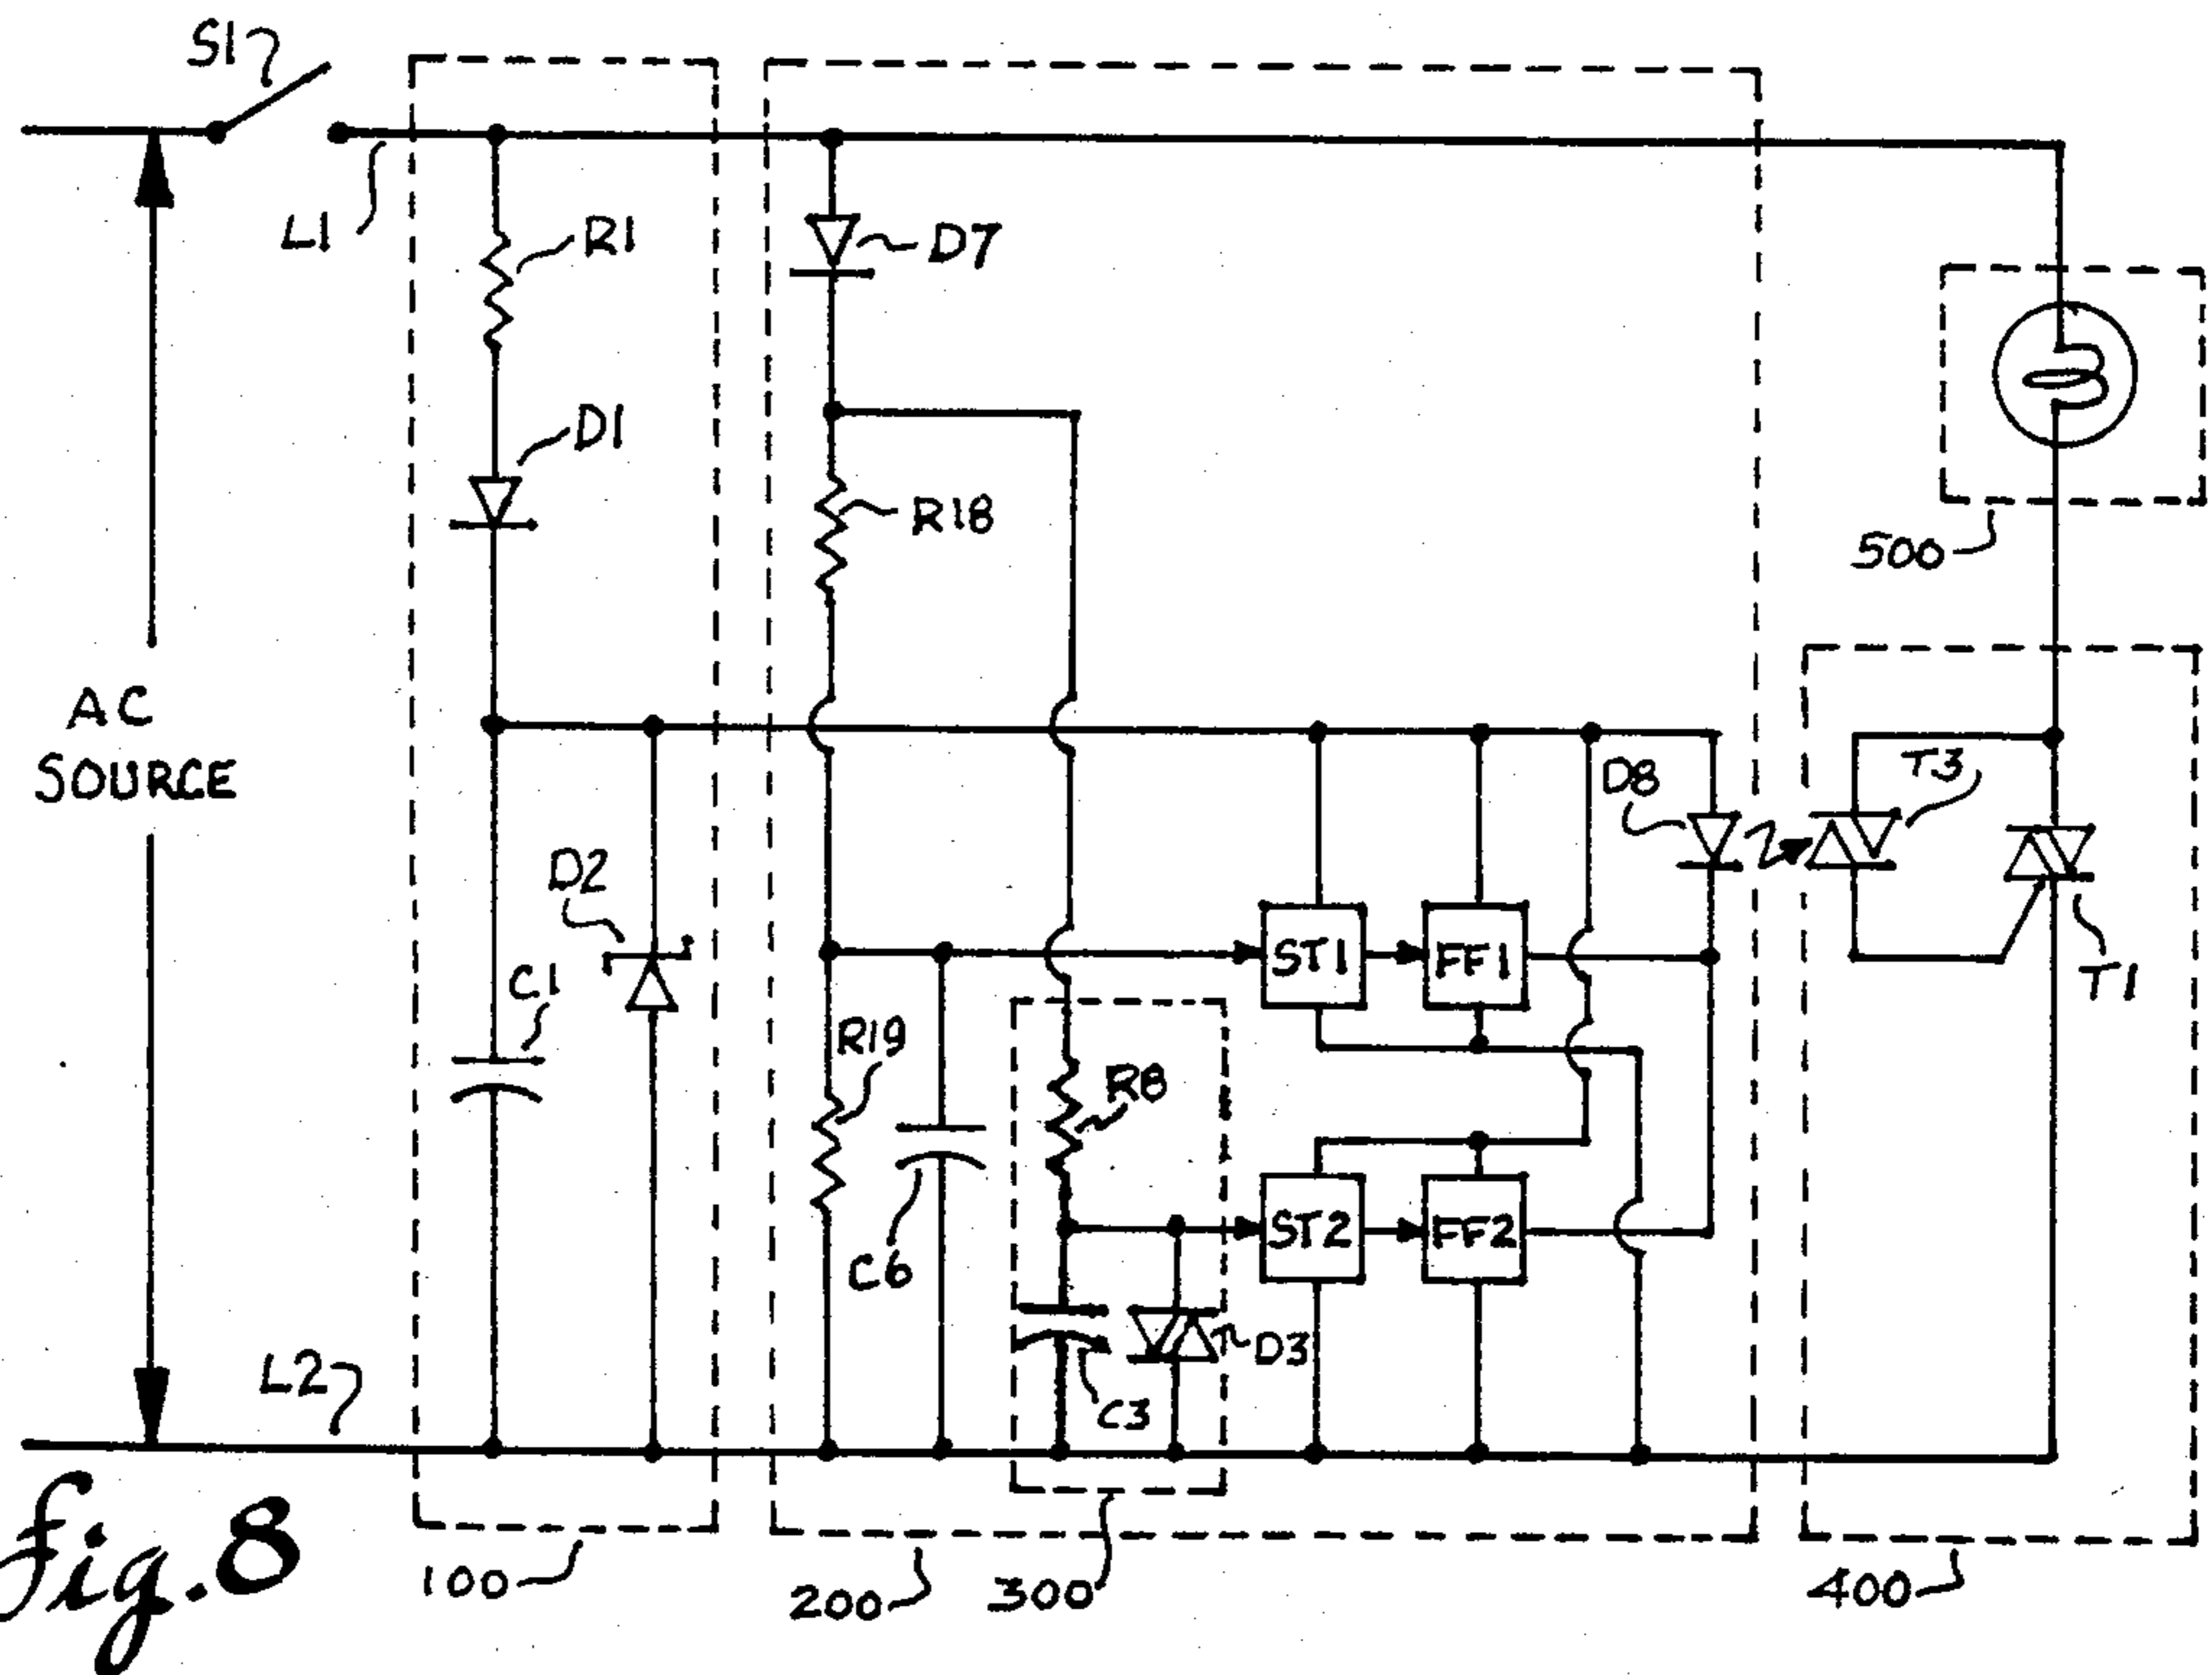 S1
L1
R1
D7
D1
R18
500
AC
SOURCE
D8
T3
D2
C1
ST1
FF1
T1
R19
R8
ST2
FF2
C6
D3
L2
C3
fig.8
100
200
300
400